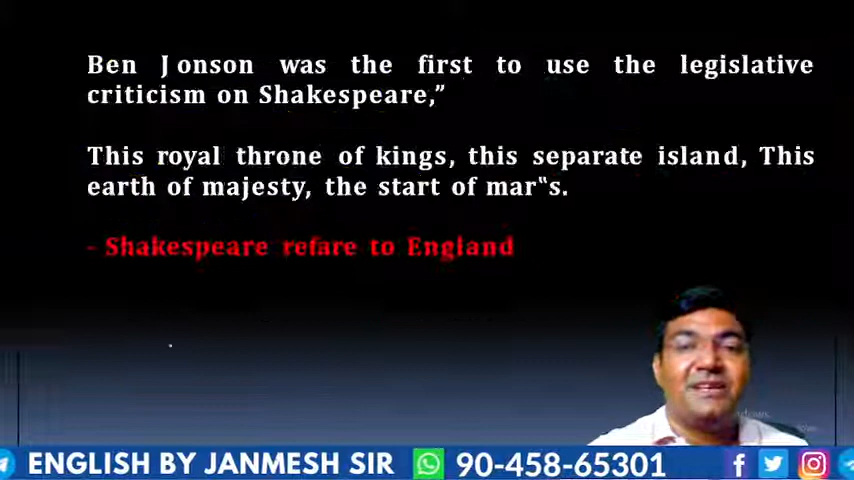 Ben Jonson was the first to use the legislative
criticism on Shakespeare,”
This royal throne of kings, this separate island, This
earth of majesty, the start of mar‟s.
- Shakespeare refare to England
ENGLISH BY JANMESH SIR 90-458-65301